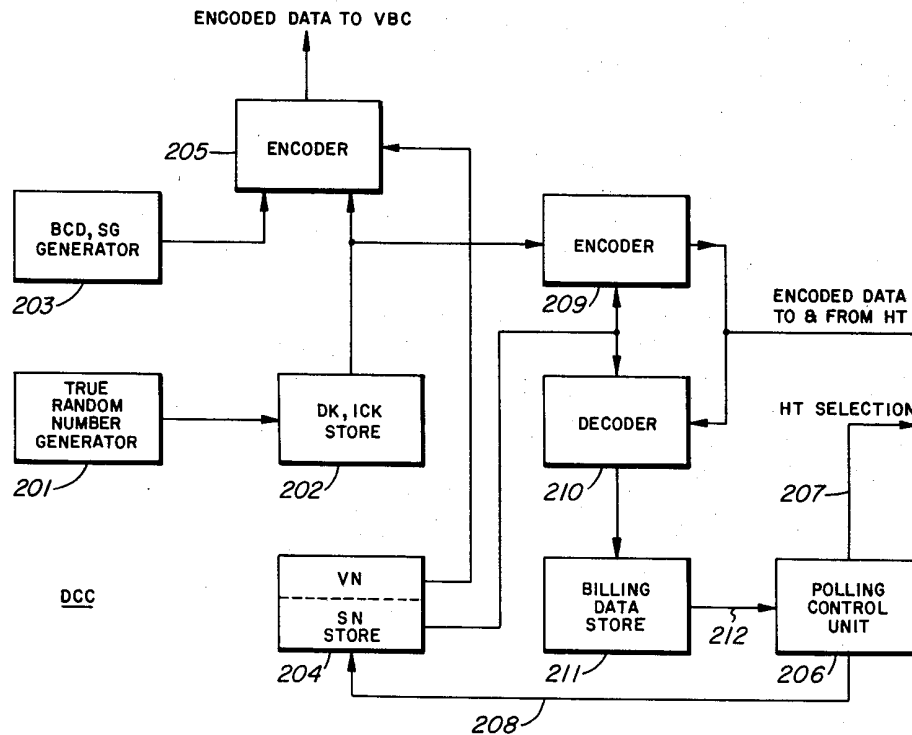 ENCODED DATA TO VBC
205
ENCODER
BCD, SG
GENERATOR
203
ENCODER
209
ENCODED DATA
TO & FROM HT
TRUE
RANDOM
NUMBER
GENERATOR
201
DK, ICK
STORE
202
DECODER
210
HT SELECTION
207
DCC
VN
SN
STORE
204
BILLING
DATA
STORE
211
212
POLLING
CONTROL
UNIT
206
208